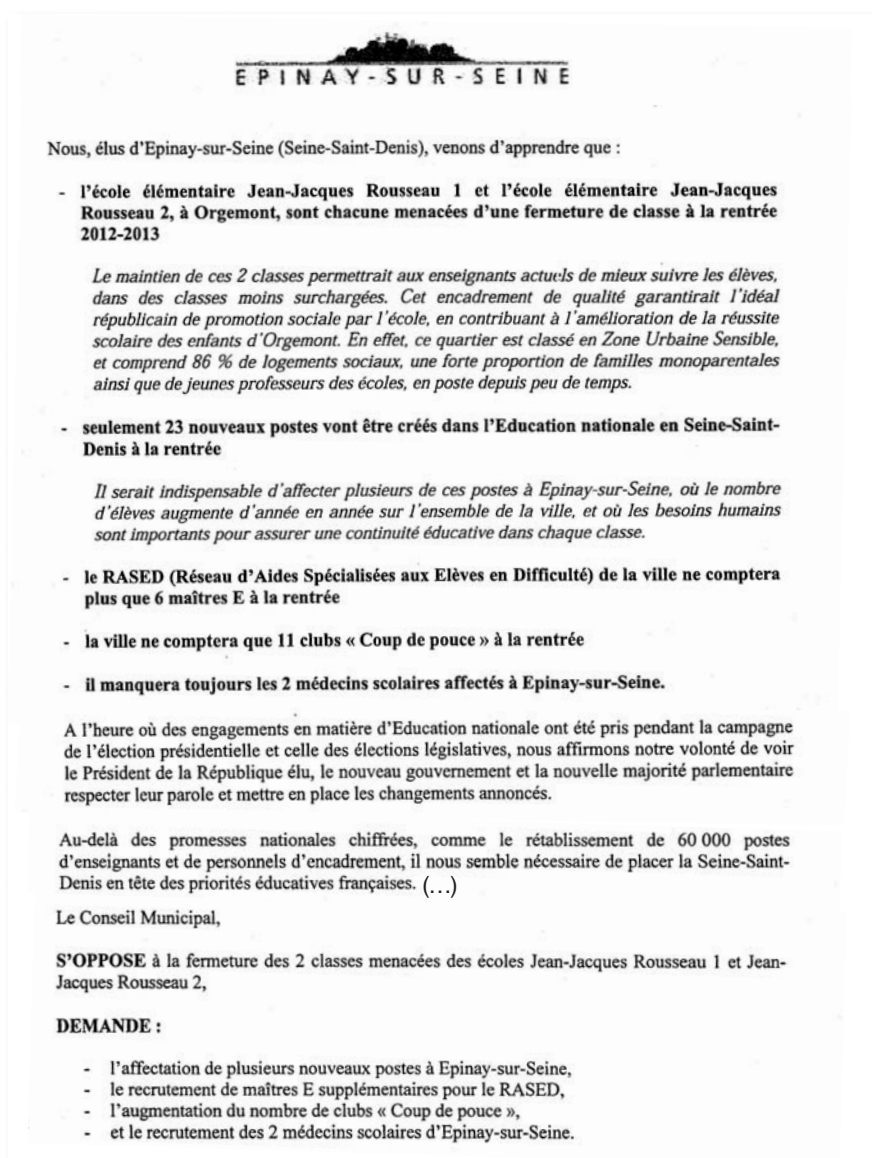 EPINAY-SUR-SEINE
Nous, élus d'Epinay-sur-Seine (Seine-Saint-Denis), venons d'apprendre que :
- l'école élémentaire Jean-Jacques Rousseau 1 et l'école élémentaire Jean-Jacques
Rousseau 2, à Orgemont, sont chacune menacées d'une fermeture de classe à la rentrée
2012-2013
Le maintien de ces 2 classes permettrait aux enseignants actuels de mieux suivre les élèves,
dans des classes moins surchargées. Cet encadrement de qualité garantirait l'idéal
républicain de promotion sociale par l'école, en contribuant à l'amélioration de la réussite
scolaire des enfants d'Orgemont. En effet, ce quartier est classé en Zone Urbaine Sensible,
et comprend 86 % de logements sociaux, une forte proportion de familles monoparentales
ainsi que de jeunes professeurs des écoles, en poste depuis peu de temps.
- seulement 23 nouveaux postes vont être créés dans l'Education nationale en Seine-Saint-
Denis à la rentrée
Il serait indispensable d'affecter plusieurs de ces postes à Epinay-sur-Seine, où le nombre
d'élèves augmente d'année en année sur l'ensemble de la ville, et où les besoins humains
sont importants pour assurer une continuité éducative dans chaque classe.
- le RASED (Réseau d'Aides Spécialisées aux Elèves en Difficulté) de la ville ne comptera
plus que 6 maîtres E à la rentrée
- la ville ne comptera que 11 clubs « Coup de pouce » à la rentrée
- il manquera toujours les 2 médecins scolaires affectés à Epinay-sur-Seine.
A l'heure où des engagements en matière d'Education nationale ont été pris pendant la campagne
de l'élection présidentielle et celle des élections législatives, nous affirmons notre volonté de voir
le Président de la République élu, le nouveau gouvernement et la nouvelle majorité parlementaire
respecter leur parole et mettre en place les changements annoncés.
Au-delà des promesses nationales chiffrées, comme le rétablissement de 60 000 postes
d'enseignants et de personnels d'encadrement, il nous semble nécessaire de placer la Seine-Saint-
Denis en tête des priorités éducatives françaises. (...)
Le Conseil Municipal,
S'OPPOSE à la fermeture des 2 classes menacées des écoles Jean-Jacques Rousseau 1 et Jean-
Jacques Rousseau 2,
DEMANDE :
- l'affectation de plusieurs nouveaux postes à Epinay-sur-Seine,
- le recrutement de maîtres E supplémentaires pour le RASED,
- l'augmentation du nombre de clubs « Coup de pouce »,
- et le recrutement des 2 médecins scolaires d'Epinay-sur-Seine.